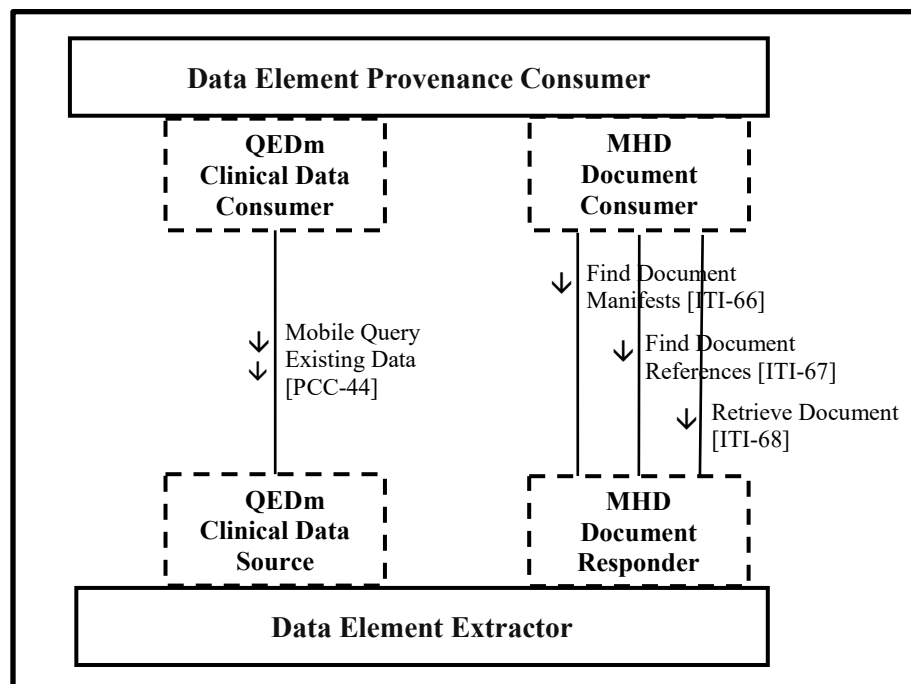 Data Element Provenance Consumer
QEDm
Clinical Data
Consumer
MHD
Document
Consumer
Find Document
Manifests [ITI-66]
Mobile Query
Existing Data
[PCC-44]
Find Document
References [ITI-67]
Retrieve Document
[ITI-68]
QEDm
Clinical Data
Source
MHD
Document
Responder
Data Element Extractor